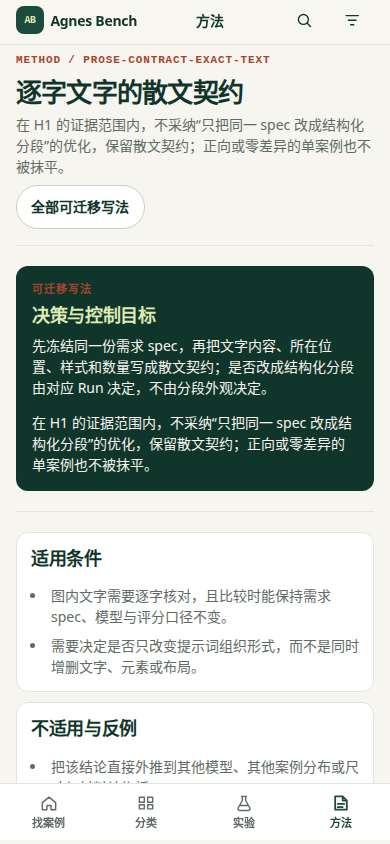 AB
Agnes Bench
方法
METHOD / PROSE-CONTRACT-EXACT-TEXT
逐字文字的散文契约
在 H1 的证据范围内，不采纳“只把同一 spec 改成结构化
分段”的优化，保留散文契约；正向或零差异的单案例也不
被抹平。
全部可迁移写法
可迁移写法
决策与控制目标
先冻结同一份需求 spec，再把文字内容、所在位
置、样式和数量写成散文契约；是否改成结构化分段
由对应 Run 决定，不由分段外观决定。
在 H1 的证据范围内，不采纳“只把同一 spec 改成结
构化分段”的优化，保留散文契约；正向或零差异的
单案例也不被抹平。
适用条件
图内文字需要逐字核对，且比较时能保持需求
spec、模型与评分口径不变。
需要决定是否只改变提示词组织形式，而不是同时
增删文字、元素或布局。
不适用与反例
把该结论直接外推到其他模型、其他案例分布或尺
找案例
分类
实验
方法